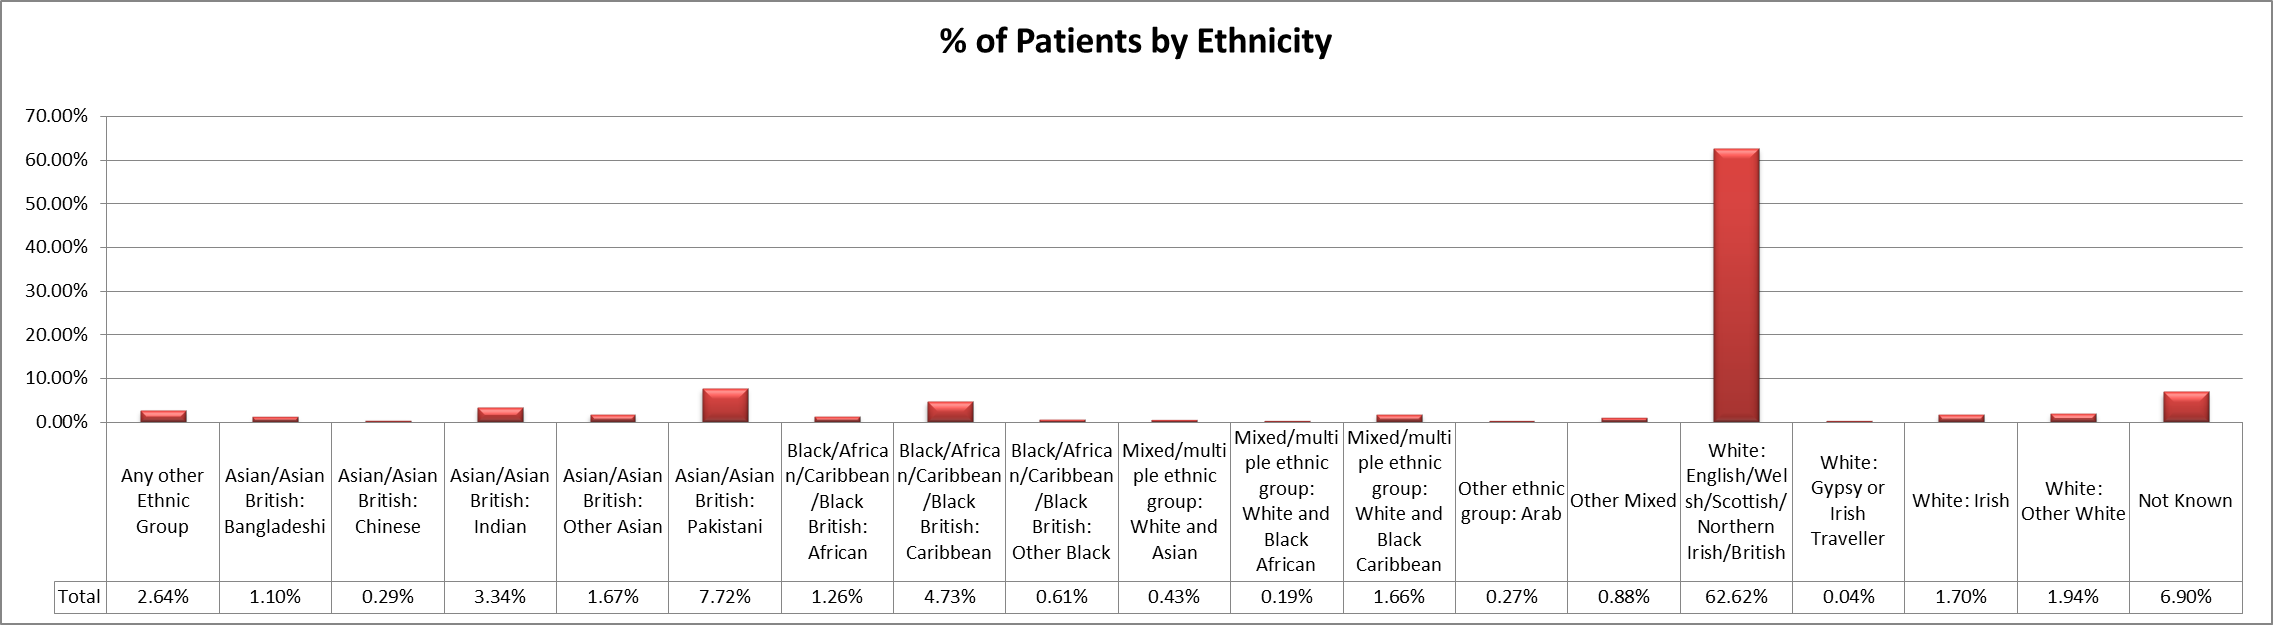 % of Patients by Ethnicity
70.00%
60.00%
50.00%
40.00%
30.00%
20.00%
10.00%
0.00%
Any other
Ethnic
Group
Asian/Asian
British:
Bangladeshi
Asian/Asian
British:
Chinese
Asian/Asian
British:
Indian
Asian/Asian
British:
Other Asian
Asian/Asian
British:
Pakistani
Black/Africa
n/Caribbean
/Black
British:
African
Black/Africa
n/Caribbean
/Black
British:
Caribbean
Black/Africa
n/Caribbean
/Black
British:
Other Black
Mixed/multi
ple ethnic
group:
White and
Asian
Mixed/multi
ple ethnic
group:
White and
Black
African
Mixed/multi
ple ethnic
group:
White and
Black
Caribbean
Other ethnic
group: Arab
Other Mixed
White:
English/Wel
sh/Scottish/
Northern
Irish/British
White:
Gypsy or
Irish
Traveller
White: Irish
White:
Other White
Not Known
Total 2.64% 1.10% 0.29% 3.34% 1.67% 7.72% 1.26% 4.73% 0.61% 0.43% 0.19% 1.66% 0.27% 0.88% 62.62% 0.04% 1.70% 1.94% 6.90%